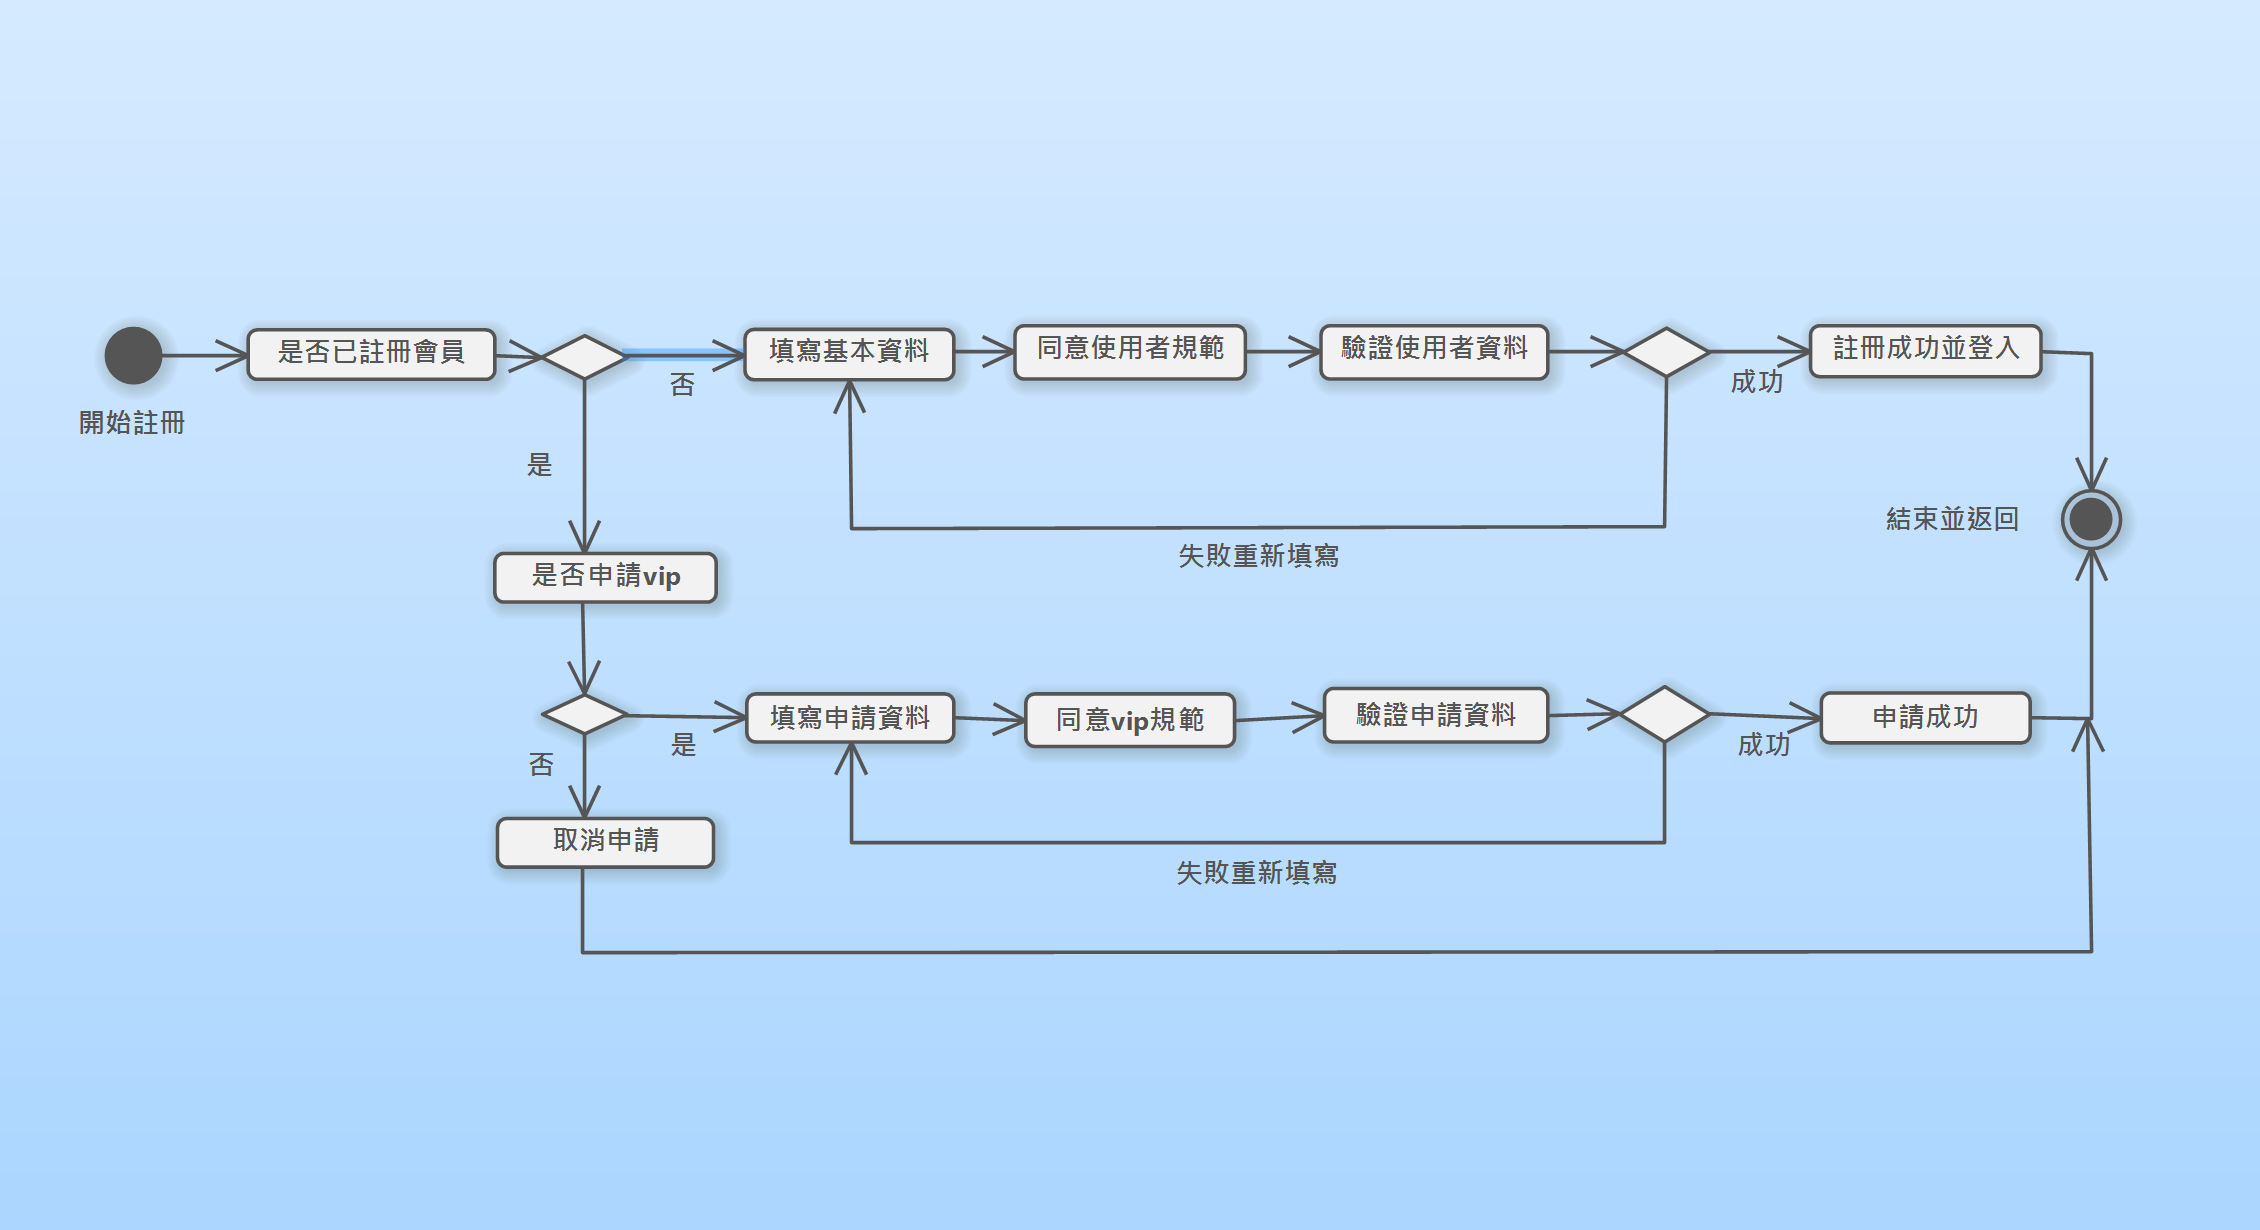 開始註冊
是否已註冊會員
否
填寫基本資料
同意使用者規範
驗證使用者資料
成功
註冊成功並登入
失敗重新填寫
結束並返回
是
是否申請vip
是
填寫申請資料
同意vip規範
驗證申請資料
成功
申請成功
失敗重新填寫
否
取消申請